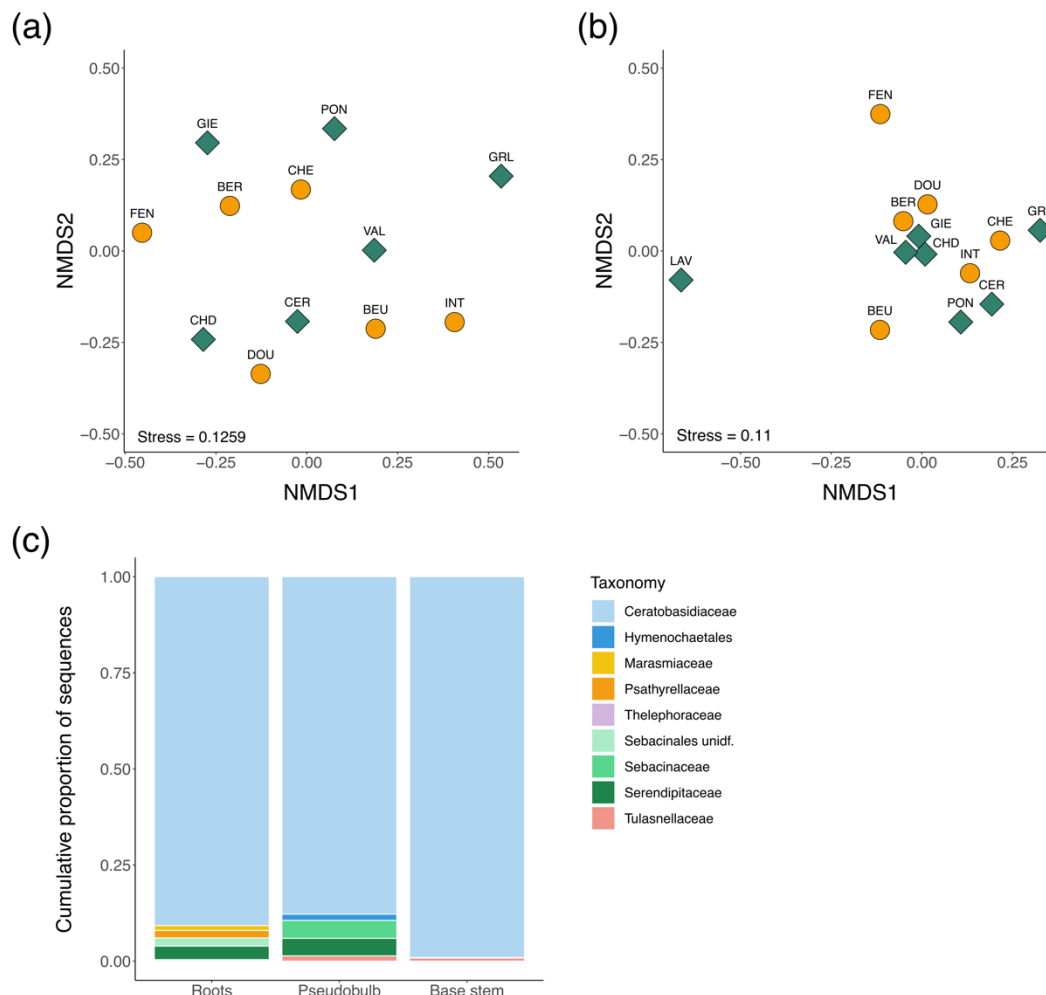 (a)
0.50
0.25
0.00
−0.25
−0.50
NMDS2
GIE
PON
GRL
CHE
BER
FEN
VAL
CER
CHD
BEU
INT
DOU
Stress = 0.1259
−0.50
−0.25
0.00
0.25
0.50
NMDS1
(b)
0.50
0.25
0.00
−0.25
−0.50
NMDS2
FEN
DOU
BER
GIE
CHE
GR
VAL
CHD
INT
LAV
CER
PON
BEU
Stress = 0.11
−0.50
−0.25
0.00
0.25
NMDS1
(c)
1.00
0.75
0.50
0.25
0.00
Cumulative proportion of sequences
Roots
Pseudobulb
Base stem
Taxonomy
Ceratobasidiaceae
Hymenochaetales
Marasmiaceae
Psathyrellaceae
Thelephoraceae
Sebacinales unidf.
Sebacinaceae
Serendipitaceae
Tulasnellaceae